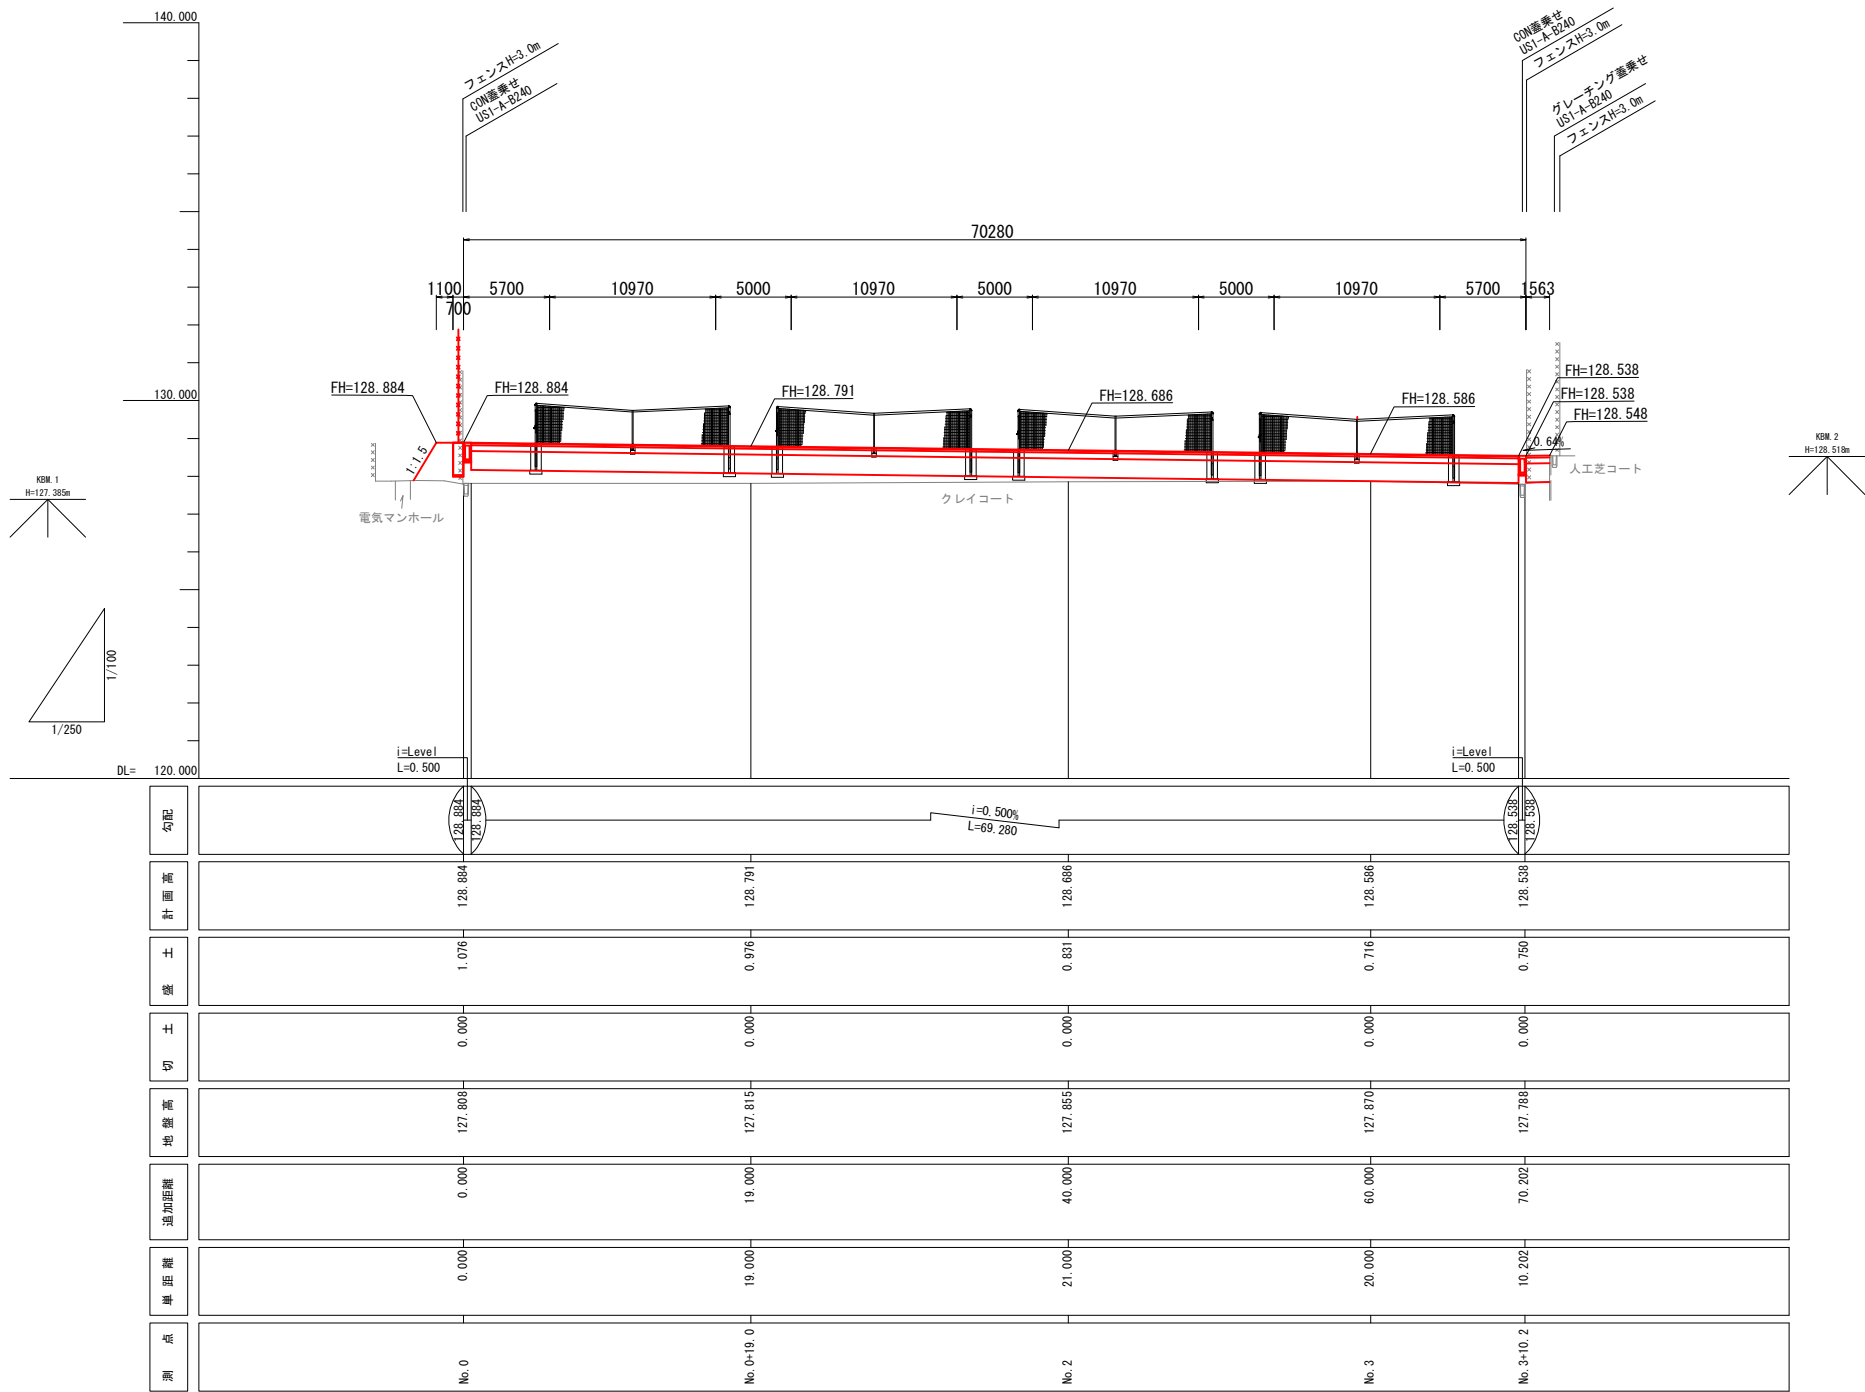 140.000
フェンスH=3.0m
CON蓋乗せ
US1-A-B240
CON蓋乗せ
US1-A-B240
フェンスH=3.0m
グレーチング蓋乗せ
US1-A-B240
フェンスH=3.0m
70280
1100 5700 10970 5000 10970 5000 10970 5000 10970 5700 1563
700
130.000
FH=128.884
FH=128.884
FH=128.791
FH=128.686
FH=128.586
FH=128.538
FH=128.538
FH=128.548
0.64%
1:1.5
人工芝コート
クレイコート
電気マンホール
KBM.1
H=127.385m
KBM.2
H=128.518m
1/100
1/250
DL= 120.000
i=Level
L=0.500
i=Level
L=0.500
勾配
128.884 128.884
i=0.500%
L=69.280
128.538 128.538
計画高 128.884 128.791 128.686 128.586 128.538
盛土 1.076 0.976 0.831 0.716 0.750
切土 0.000 0.000 0.000 0.000 0.000
地盤高 127.808 127.815 127.855 127.870 127.788
追加距離 0.000 19.000 40.000 60.000 70.202
単距離 0.000 19.000 21.000 20.000 10.202
測点 No.0 No.0+19.0 No.2 No.3 No.3+10.2